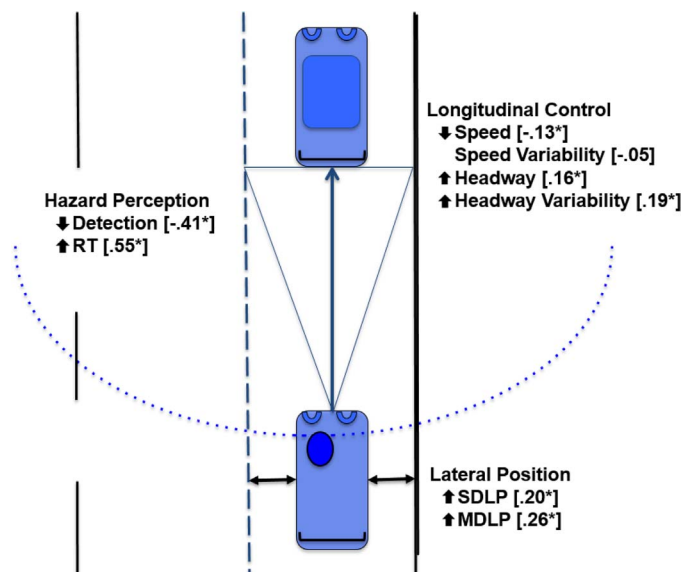 Longitudinal Control
Speed [-.13*]
Speed Variability [-.05]
Headway [.16*]
Headway Variability [.19*]
Hazard Perception
Detection [-.41*]
RT [.55*]
Lateral Position
SDLP [.20*]
MDLP [.26*]